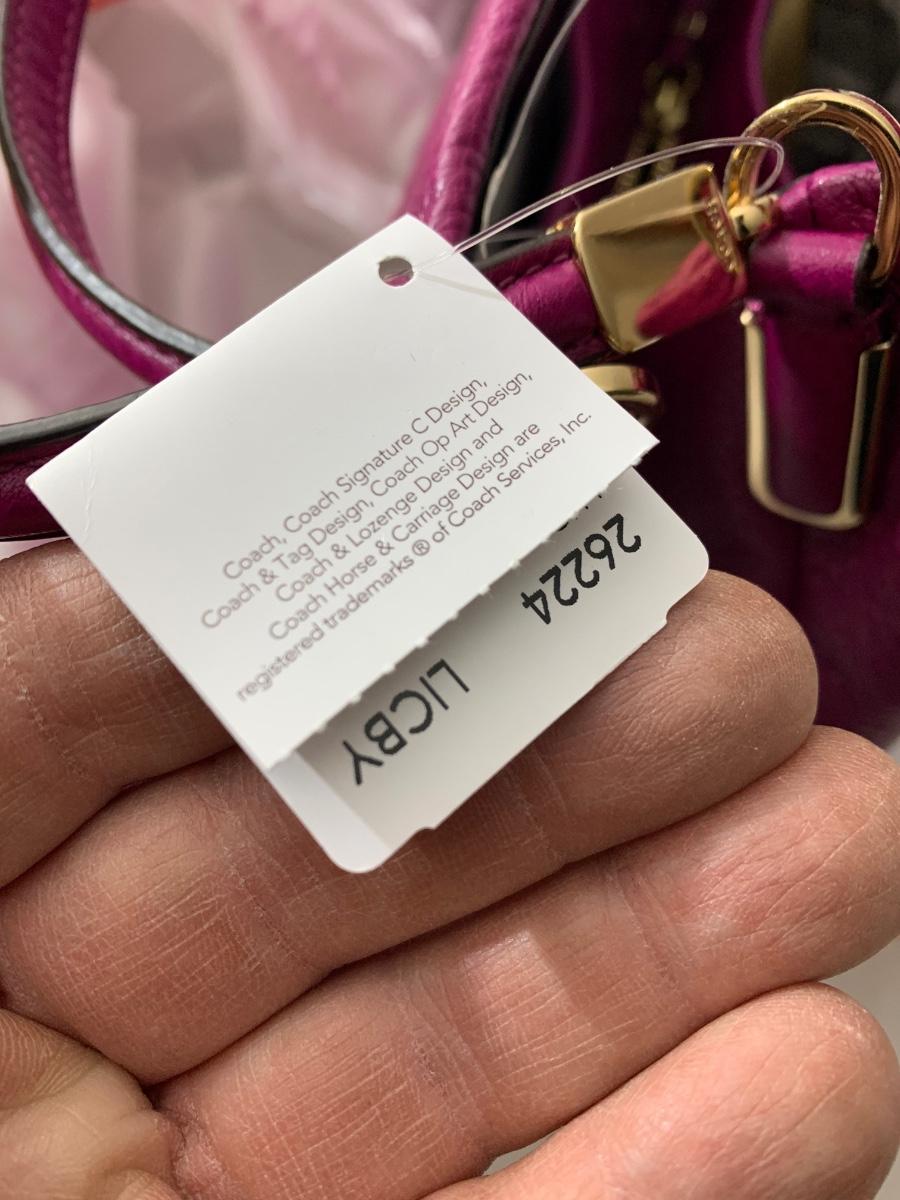 Coach, Coach Signature C Design,
Coach & Tag Design, Coach Op Art Design,
Coach & Lozenge Design and
Coach Horse & Carriage Design are
registered trademarks ® of Coach Services, Inc.
26224
LICBY